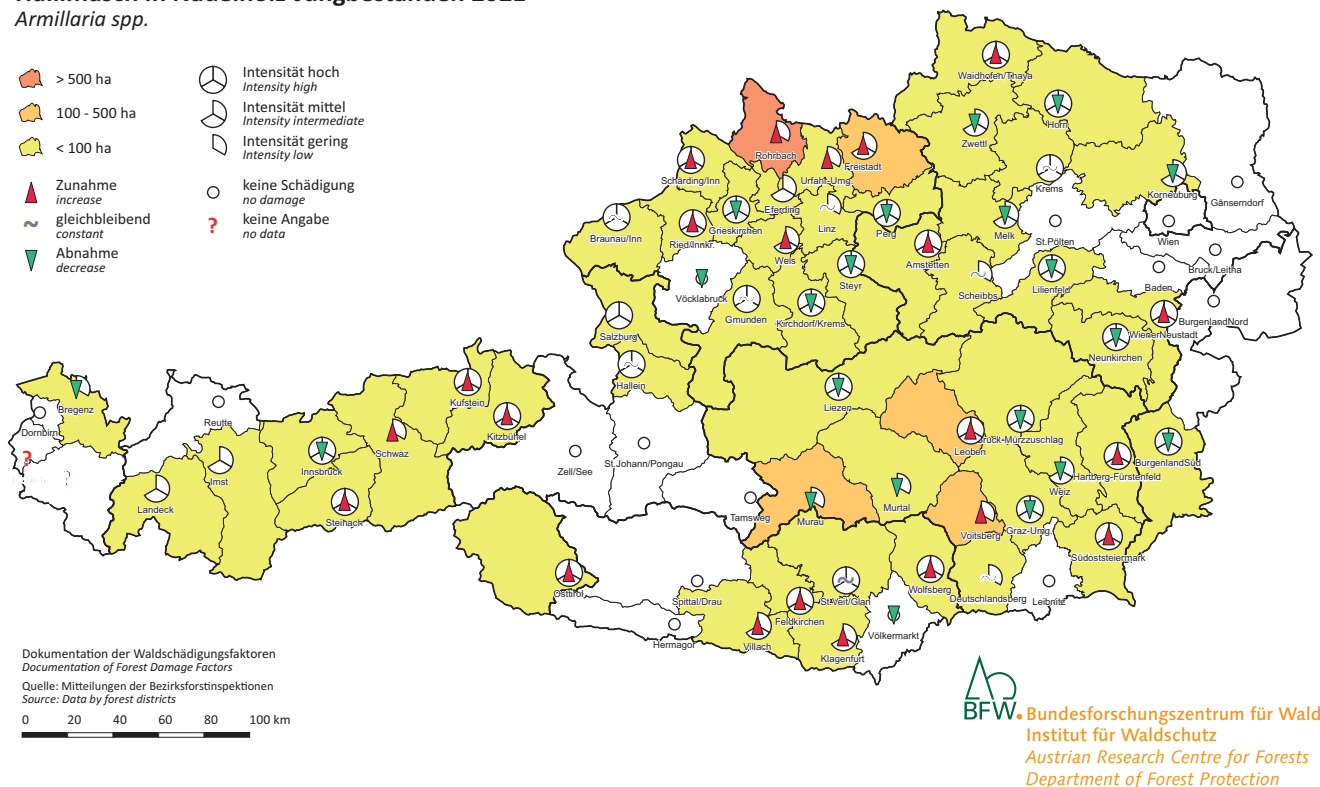 Armillaria spp.
> 500 ha
100 - 500 ha
< 100 ha
Zunahme
increase
gleichbleibend
constant
Abnahme
decrease
Intensität hoch
Intensity high
Intensität mittel
Intensity intermediate
Intensität gering
Intensity low
keine Schädigung
no damage
?
keine Angabe
no data
Waidhofen/Thaya
Horn
Zwettl
Rohrbach
Freistadt
Urfahr-Umg.
Schärding/Inn
Krems
Korneuburg
Gänserndorf
Eferding
Grieskirchen
Linz
Perg
Melk
St.Pölten
Wien
Braunau/Inn
Ried/Innkr.
Wels
Steyr
Amstetten
Scheibbs
Lilienfeld
Baden
Bruck/Leitha
Vöcklabruck
Gmunden
Kirchdorf/Krems
WienerNeustadt
BurgenlandNord
Salzburg
Neunkirchen
Hallein
Liezen
Kufstein
Kitzbühel
Bregenz
Dornbirn
Reutte
Schwaz
Innsbruck
Imst
Landeck
Steinach
Zell/See
St.Johann/Pongau
Tamsweg
Murau
Murtal
Leoben
ruck-Mürzzuschlag
Weiz
Hartberg-Fürstenfeld
BurgenlandSüd
Voitsberg
Graz-Umg.
Südoststeiermark
Deutschlandsberg
Leibnitz
Osttirol
Spittal/Drau
Hermagor
Villach
Feldkirchen
St.Veit/Glan
Klagenfurt
Wolfsberg
Völkermarkt
?
?
Dokumentation der Waldschädigungsfaktoren
Documentation of Forest Damage Factors
Quelle: Mitteilungen der Bezirksforstinspektionen
Source: Data by forest districts
0 20 40 60 80 100 km
BFW.
Bundesforschungszentrum für Wald
Institut für Waldschutz
Austrian Research Centre for Forests
Department of Forest Protection